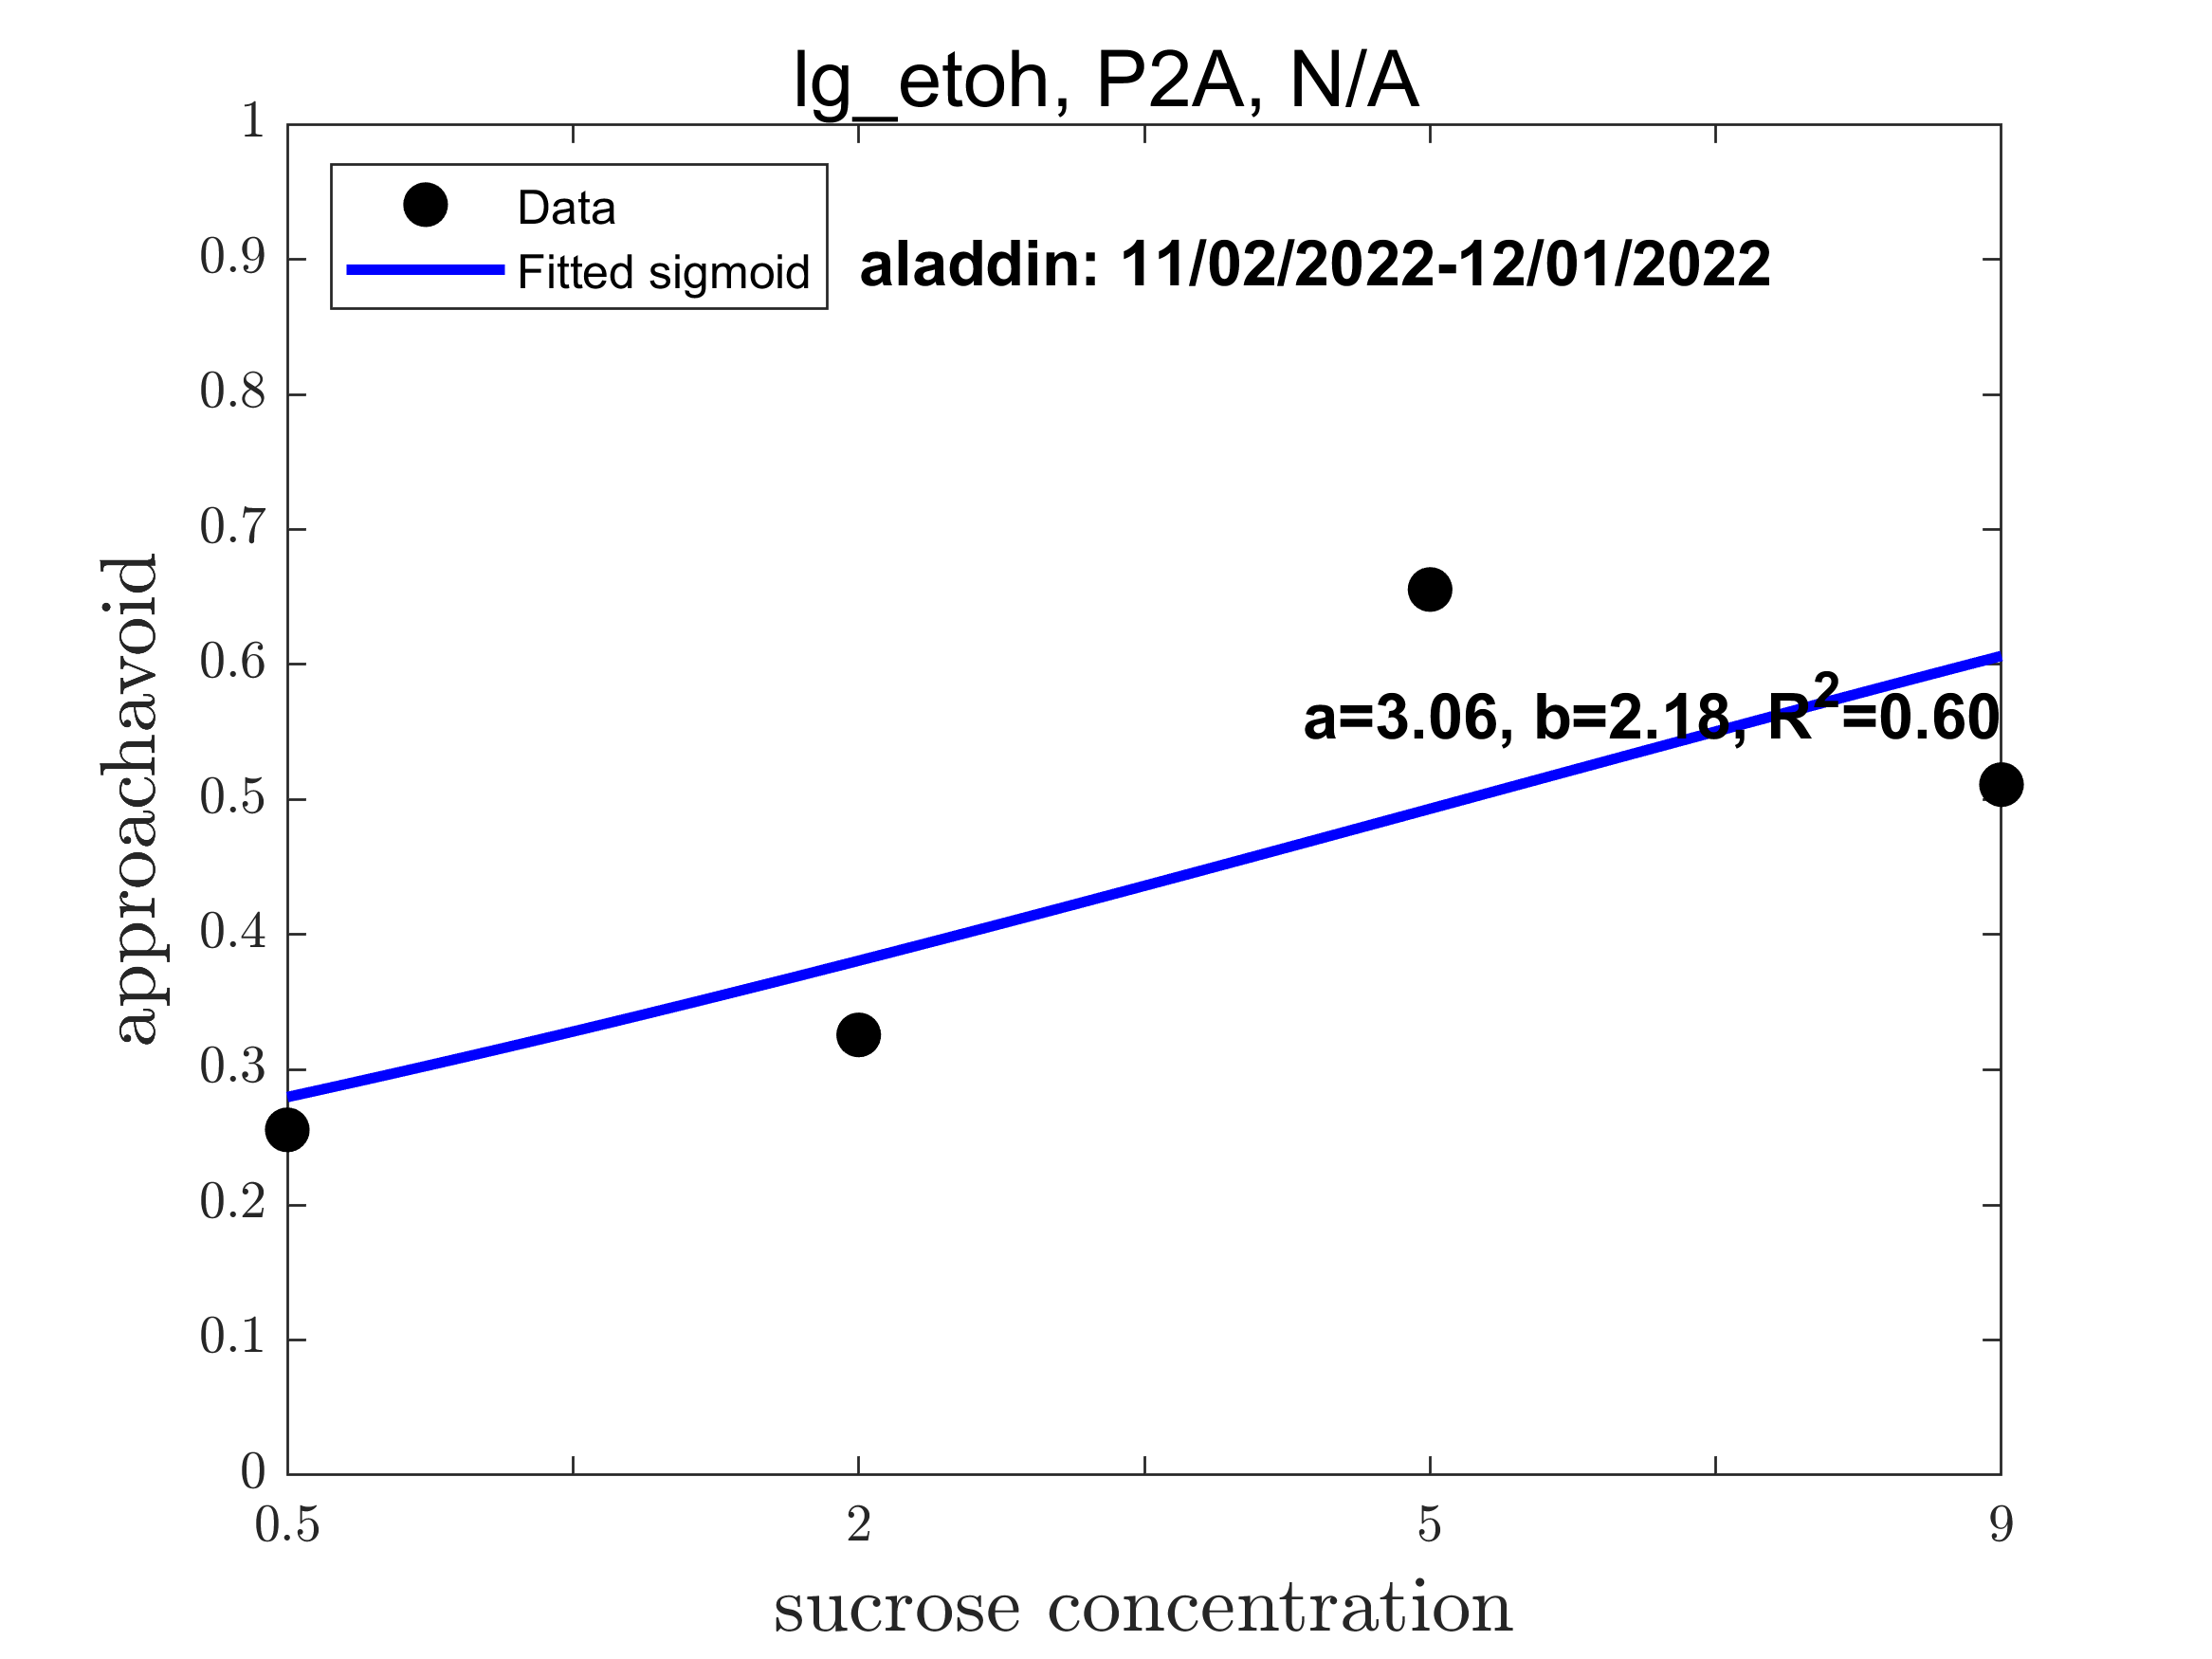 lg_etoh, P2A, N/A
1
0.9
0.8
0.7
0.6
0.5
0.4
0.3
0.2
0.1
0
approachavoid
Data
Fitted sigmoid
aladdin: 11/02/2022-12/01/2022
a=3.06, b=2.18, R²=0.60
0.5 2 5 9
sucrose concentration